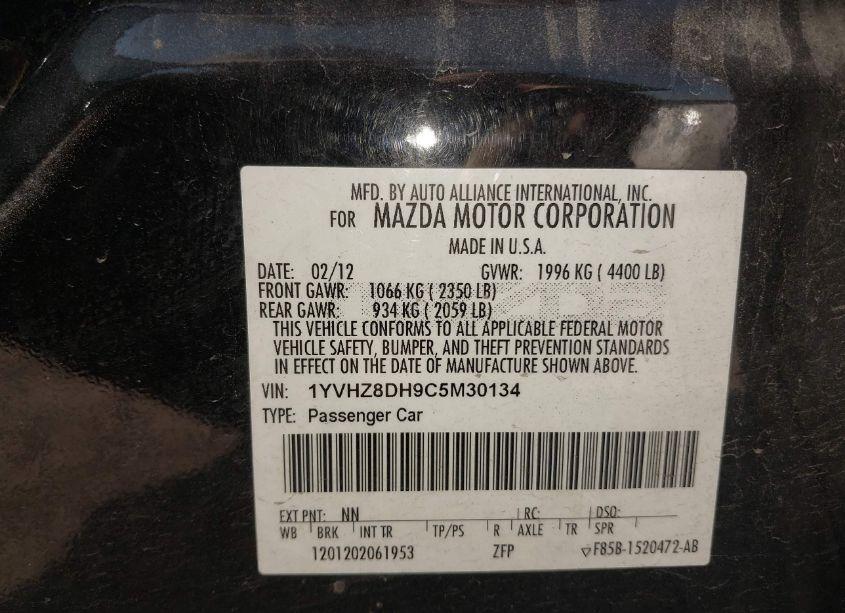 MFD. BY AUTO ALLIANCE INTERNATIONAL, INC.
FOR MAZDA MOTOR CORPORATION
MADE IN U.S.A.
DATE: 02/12 GVWR: 1996 KG ( 4400 LB)
FRONT GAWR: 1066 KG ( 2350 LB)
REAR GAWR: 934 KG ( 2059 LB)
THIS VEHICLE CONFORMS TO ALL APPLICABLE FEDERAL MOTOR
VEHICLE SAFETY, BUMPER, AND THEFT PREVENTION STANDARDS
IN EFFECT ON THE DATE OF MANUFACTURE SHOWN ABOVE.
VIN: 1YVHZ8DH9C5M30134
TYPE: Passenger Car
EXT PNT: NN RC: DSO:
WB BRK INT TR TP/PS R AXLE TR SPR
1201202061953 ZFP F85B-1520472-AB